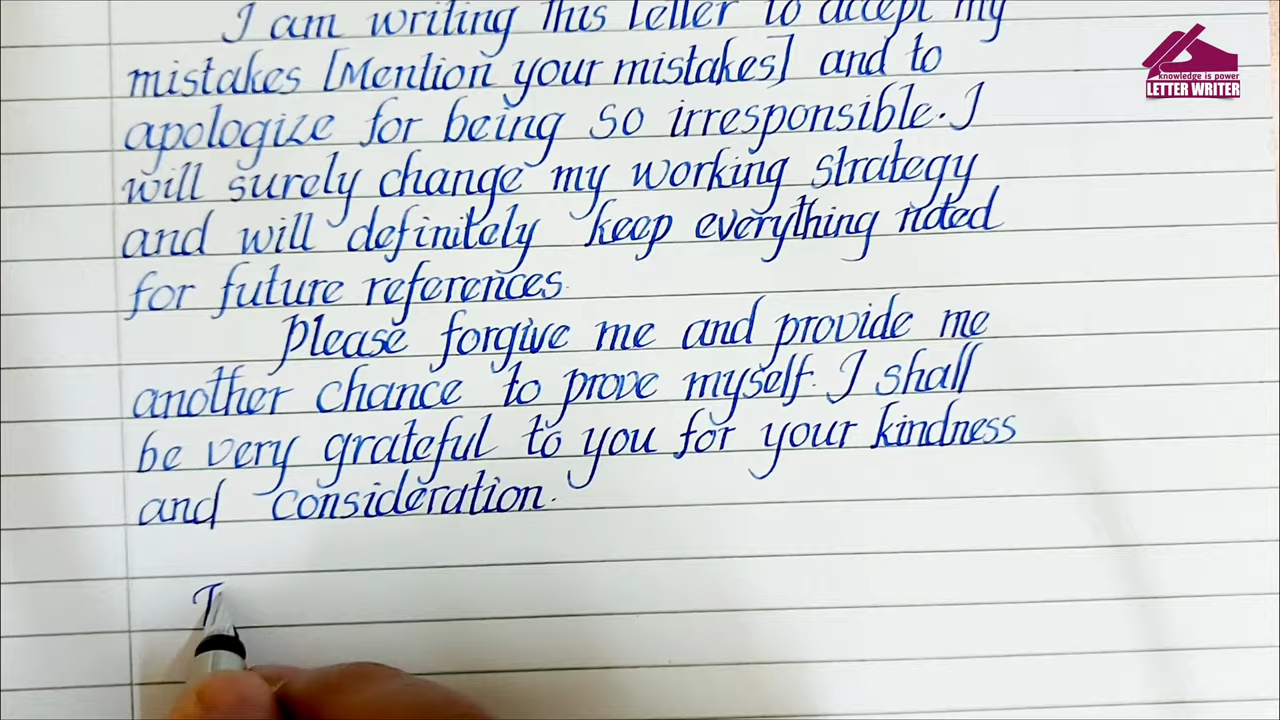 I am writing this letter to accept my
mistakes [Mention your mistakes] and to
apologize for being so irresponsible. I
will surely change my working strategy
and will definitely keep everything noted
for future references.
Please forgive me and provide me
another chance to prove myself. I shall
be very grateful to you for your kindness
and consideration.
T
knowledge is power
LETTER WRITER